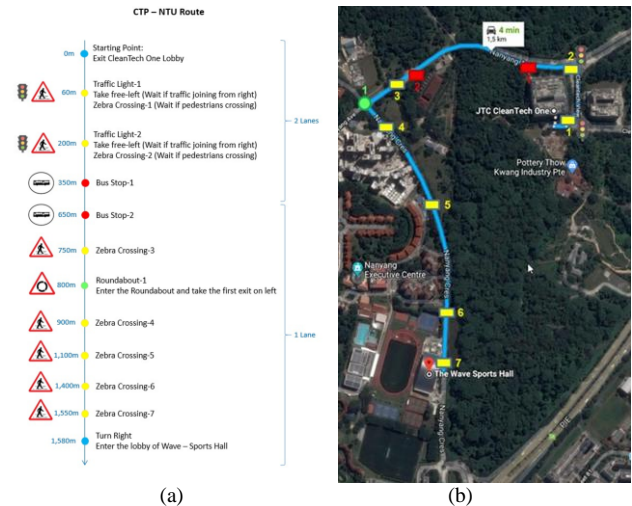 CTP – NTU Route
0m
Starting Point:
Exit CleanTech One Lobby
60m
Traffic Light-1
Take free-left (Wait if traffic joining from right)
Zebra Crossing-1 (Wait if pedestrians crossing)
2 Lanes
200m
Traffic Light-2
Take free-left (Wait if traffic joining from right)
Zebra Crossing-2 (Wait if pedestrians crossing)
350m
Bus Stop-1
650m
Bus Stop-2
750m
Zebra Crossing-3
800m
Roundabout-1
Enter the Roundabout and take the first exit on left
900m
Zebra Crossing-4
1 Lane
1,100m
Zebra Crossing-5
1,400m
Zebra Crossing-6
1,550m
Zebra Crossing-7
1,580m
Turn Right
Enter the lobby of Wave – Sports Hall
(a)
4 min
1,5 km
2
1
3
JTC CleanTech One
1
4
Pottery Thow
Kwang Industry Pte
5
Nanyang
Executive Centre
Nanyang Cres
6
7
The Wave Sports Hall
Nanyang Cres
PIE
(b)